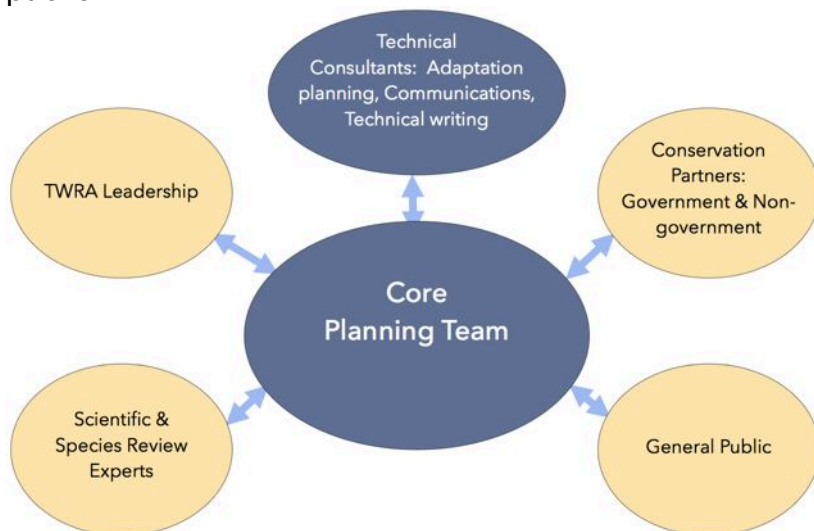 Technical
Consultants: Adaptation
planning, Communications,
Technical writing
TWRA Leadership
Conservation
Partners:
Government & Non-
government
Core
Planning Team
Scientific &
Species Review
Experts
General Public